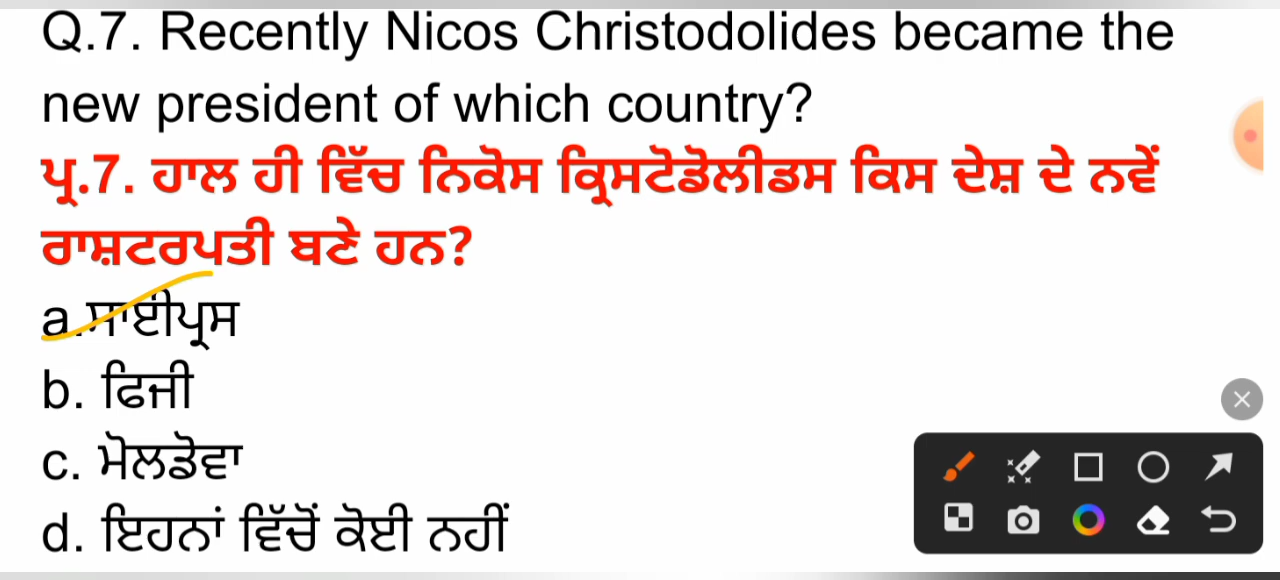 Q.7. Recently Nicos Christodolides became the
new president of which country?
ਪ੍ਰ.7. ਹਾਲ ਹੀ ਵਿੱਚ ਨਿਕੋਸ ਕ੍ਰਿਸਟੋਡੋਲੀਡਸ ਕਿਸ ਦੇਸ਼ ਦੇ ਨਵੇਂ
ਰਾਸ਼ਟਰਪਤੀ ਬਣੇ ਹਨ?
a.ਸਾਈਪ੍ਰਸ
b. ਫਿਜੀ
c. ਮੋਲਡੋਵਾ
d. ਇਹਨਾਂ ਵਿੱਚੋਂ ਕੋਈ ਨਹੀਂ